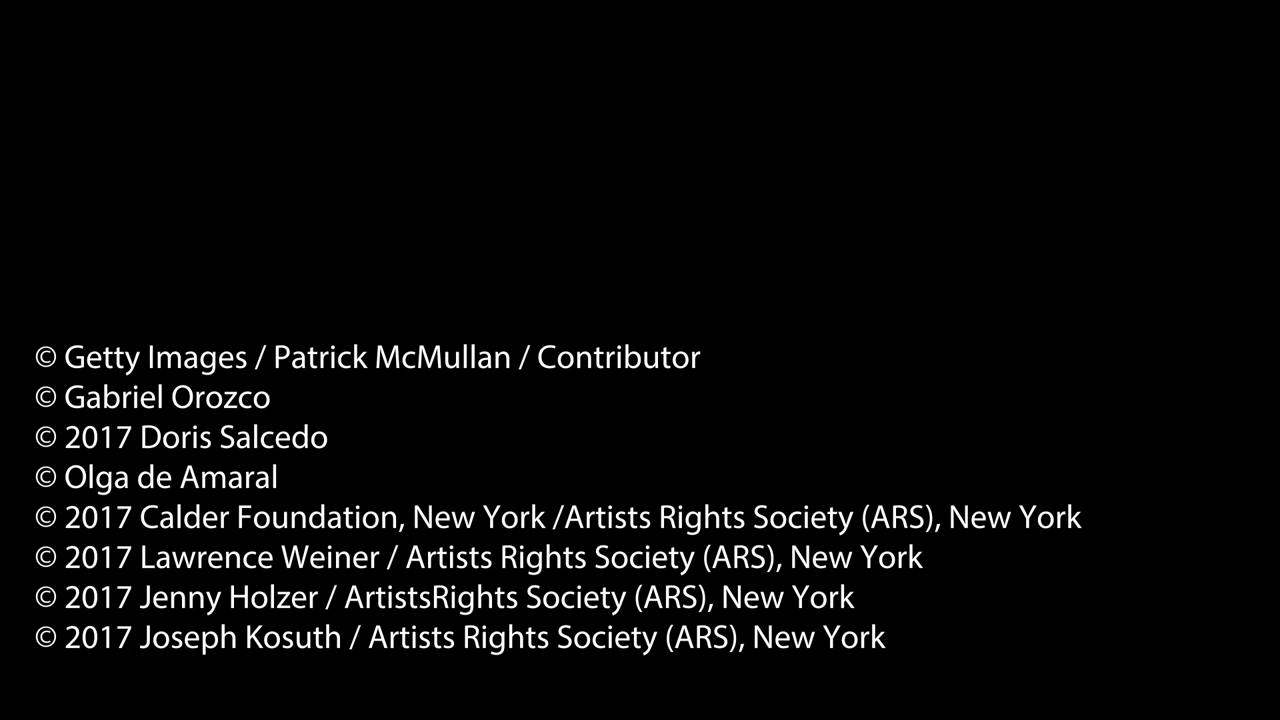 © Getty Images / Patrick McMullan / Contributor
© Gabriel Orozco
© 2017 Doris Salcedo
© Olga de Amaral
© 2017 Calder Foundation, New York /Artists Rights Society (ARS), New York
© 2017 Lawrence Weiner / Artists Rights Society (ARS), New York
© 2017 Jenny Holzer / ArtistsRights Society (ARS), New York
© 2017 Joseph Kosuth / Artists Rights Society (ARS), New York